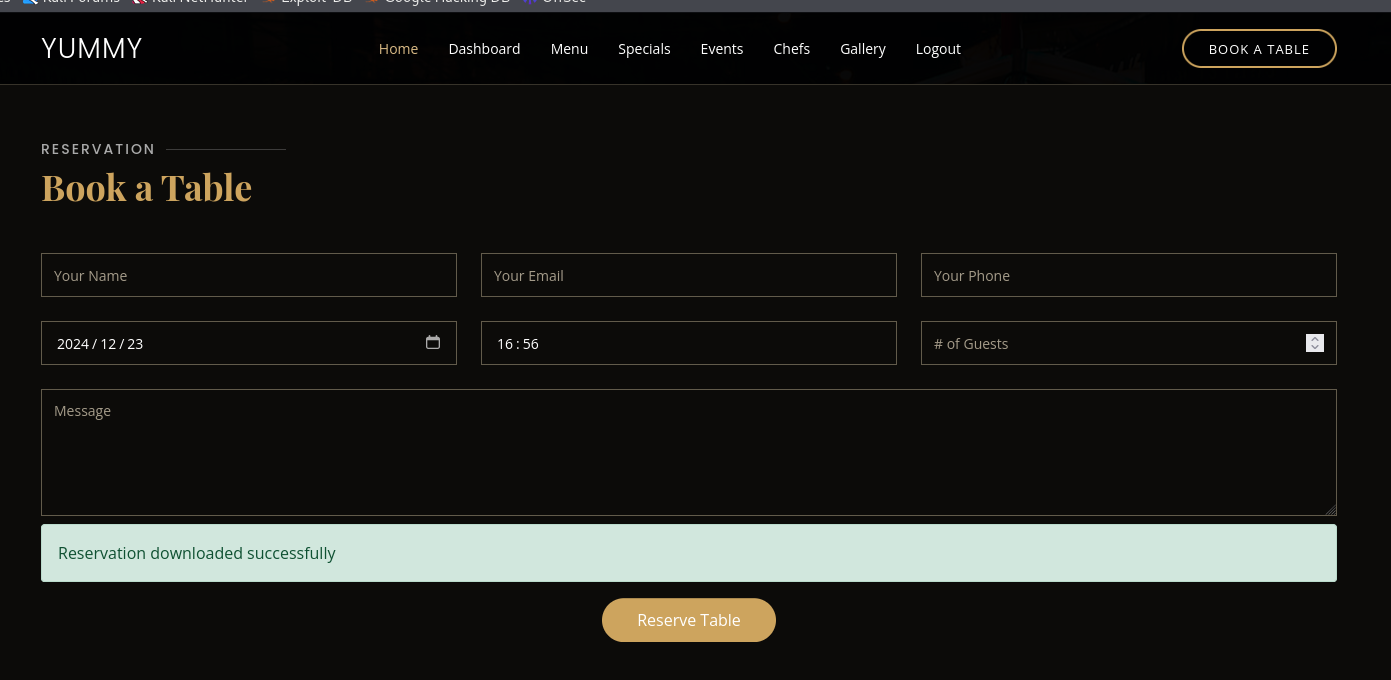 Kali Forums Kali NetHunter Exploit-DB Google Hacking DB OffSec
YUMMY Home Dashboard Menu Specials Events Chefs Gallery Logout BOOK A TABLE
RESERVATION
Book a Table
Your Name Your Email Your Phone
2024 / 12 / 23 16 : 56 # of Guests
Message
Reservation downloaded successfully
Reserve Table